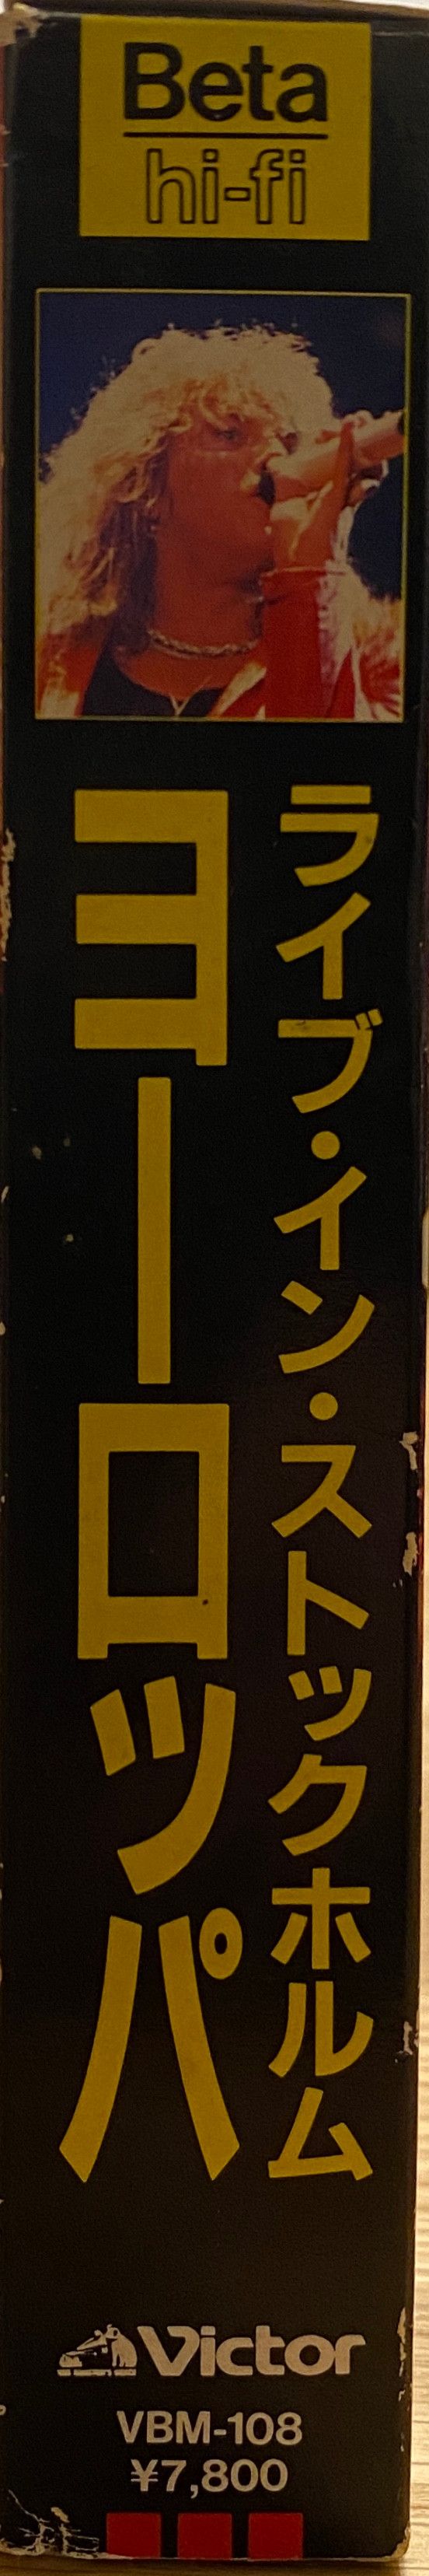 Beta
hi-fi
ライブ・イン・ストックホルム
ヨーロッパ
Victor
VBM-108
¥7,800